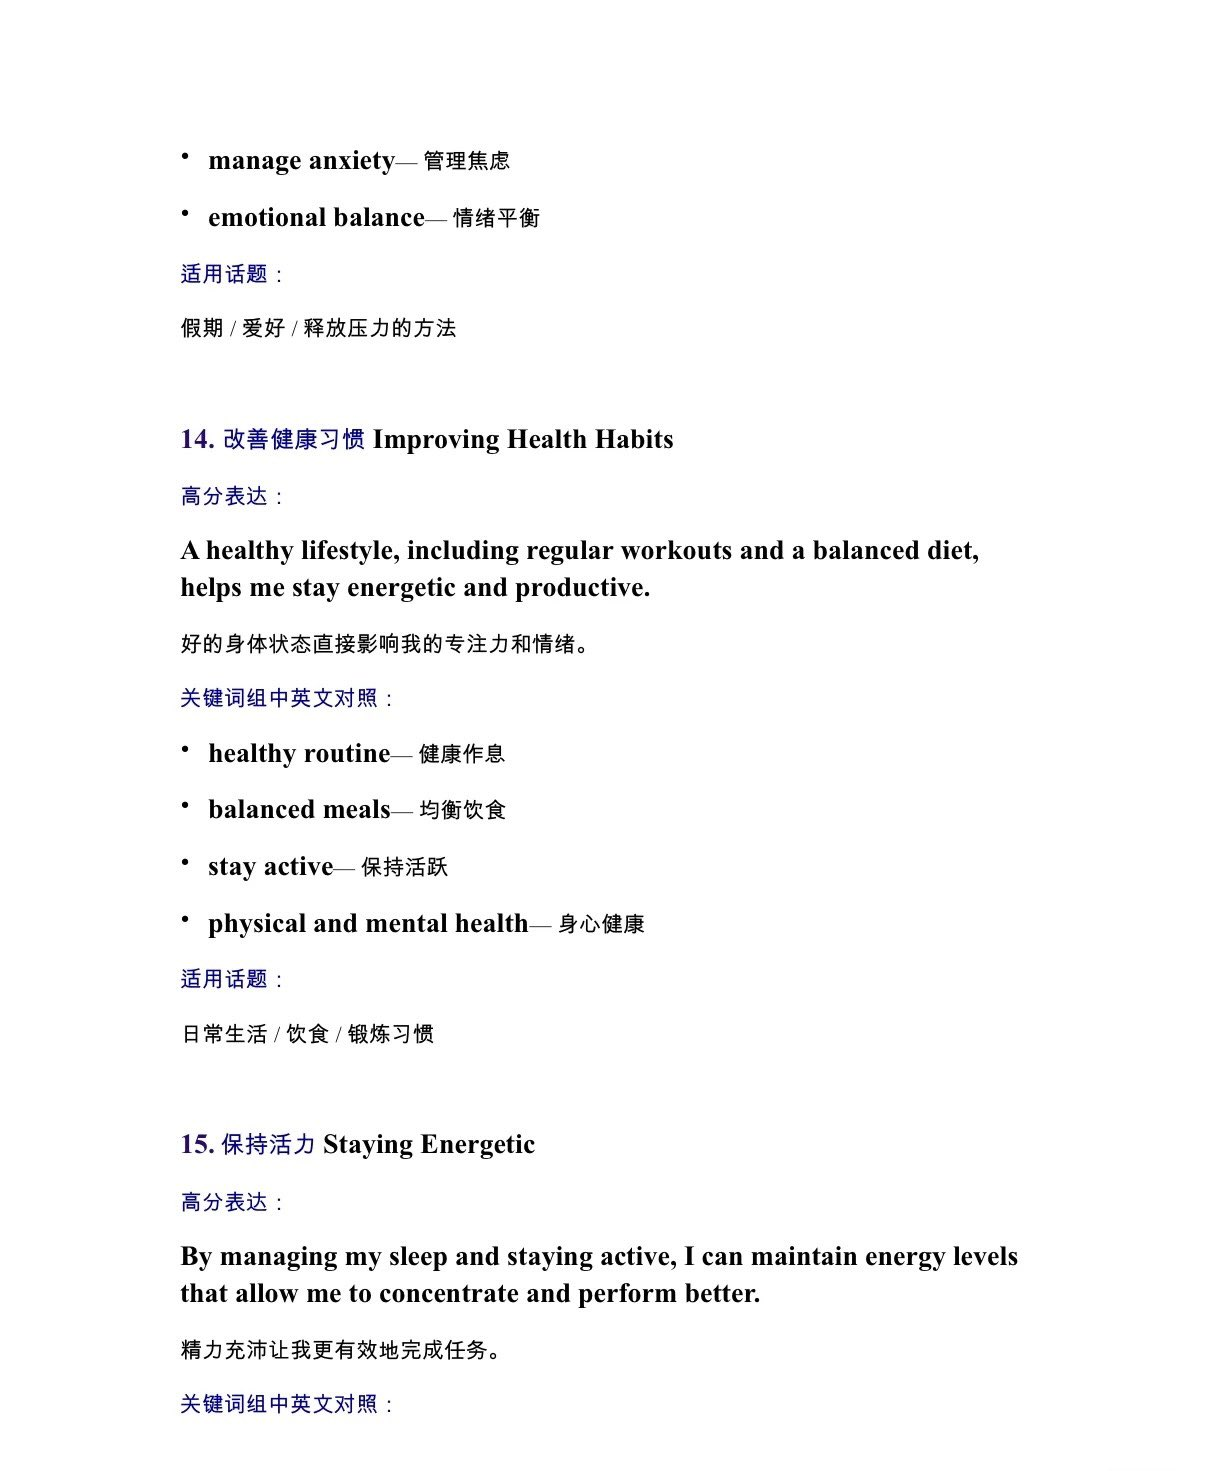 • manage anxiety— 管理焦虑
• emotional balance— 情绪平衡
适用话题：
假期 / 爱好 / 释放压力的方法
14. 改善健康习惯 Improving Health Habits
高分表达：
A healthy lifestyle, including regular workouts and a balanced diet,
helps me stay energetic and productive.
好的身体状态直接影响我的专注力和情绪。
关键词组中英文对照：
• healthy routine— 健康作息
• balanced meals— 均衡饮食
• stay active— 保持活跃
• physical and mental health— 身心健康
适用话题：
日常生活 / 饮食 / 锻炼习惯
15. 保持活力 Staying Energetic
高分表达：
By managing my sleep and staying active, I can maintain energy levels
that allow me to concentrate and perform better.
精力充沛让我更有效地完成任务。
关键词组中英文对照：